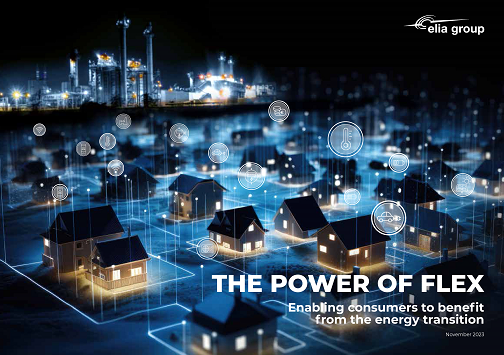 elia group
THE POWER OF FLEX
Enabling consumers to benefit
from the energy transition
November 2023